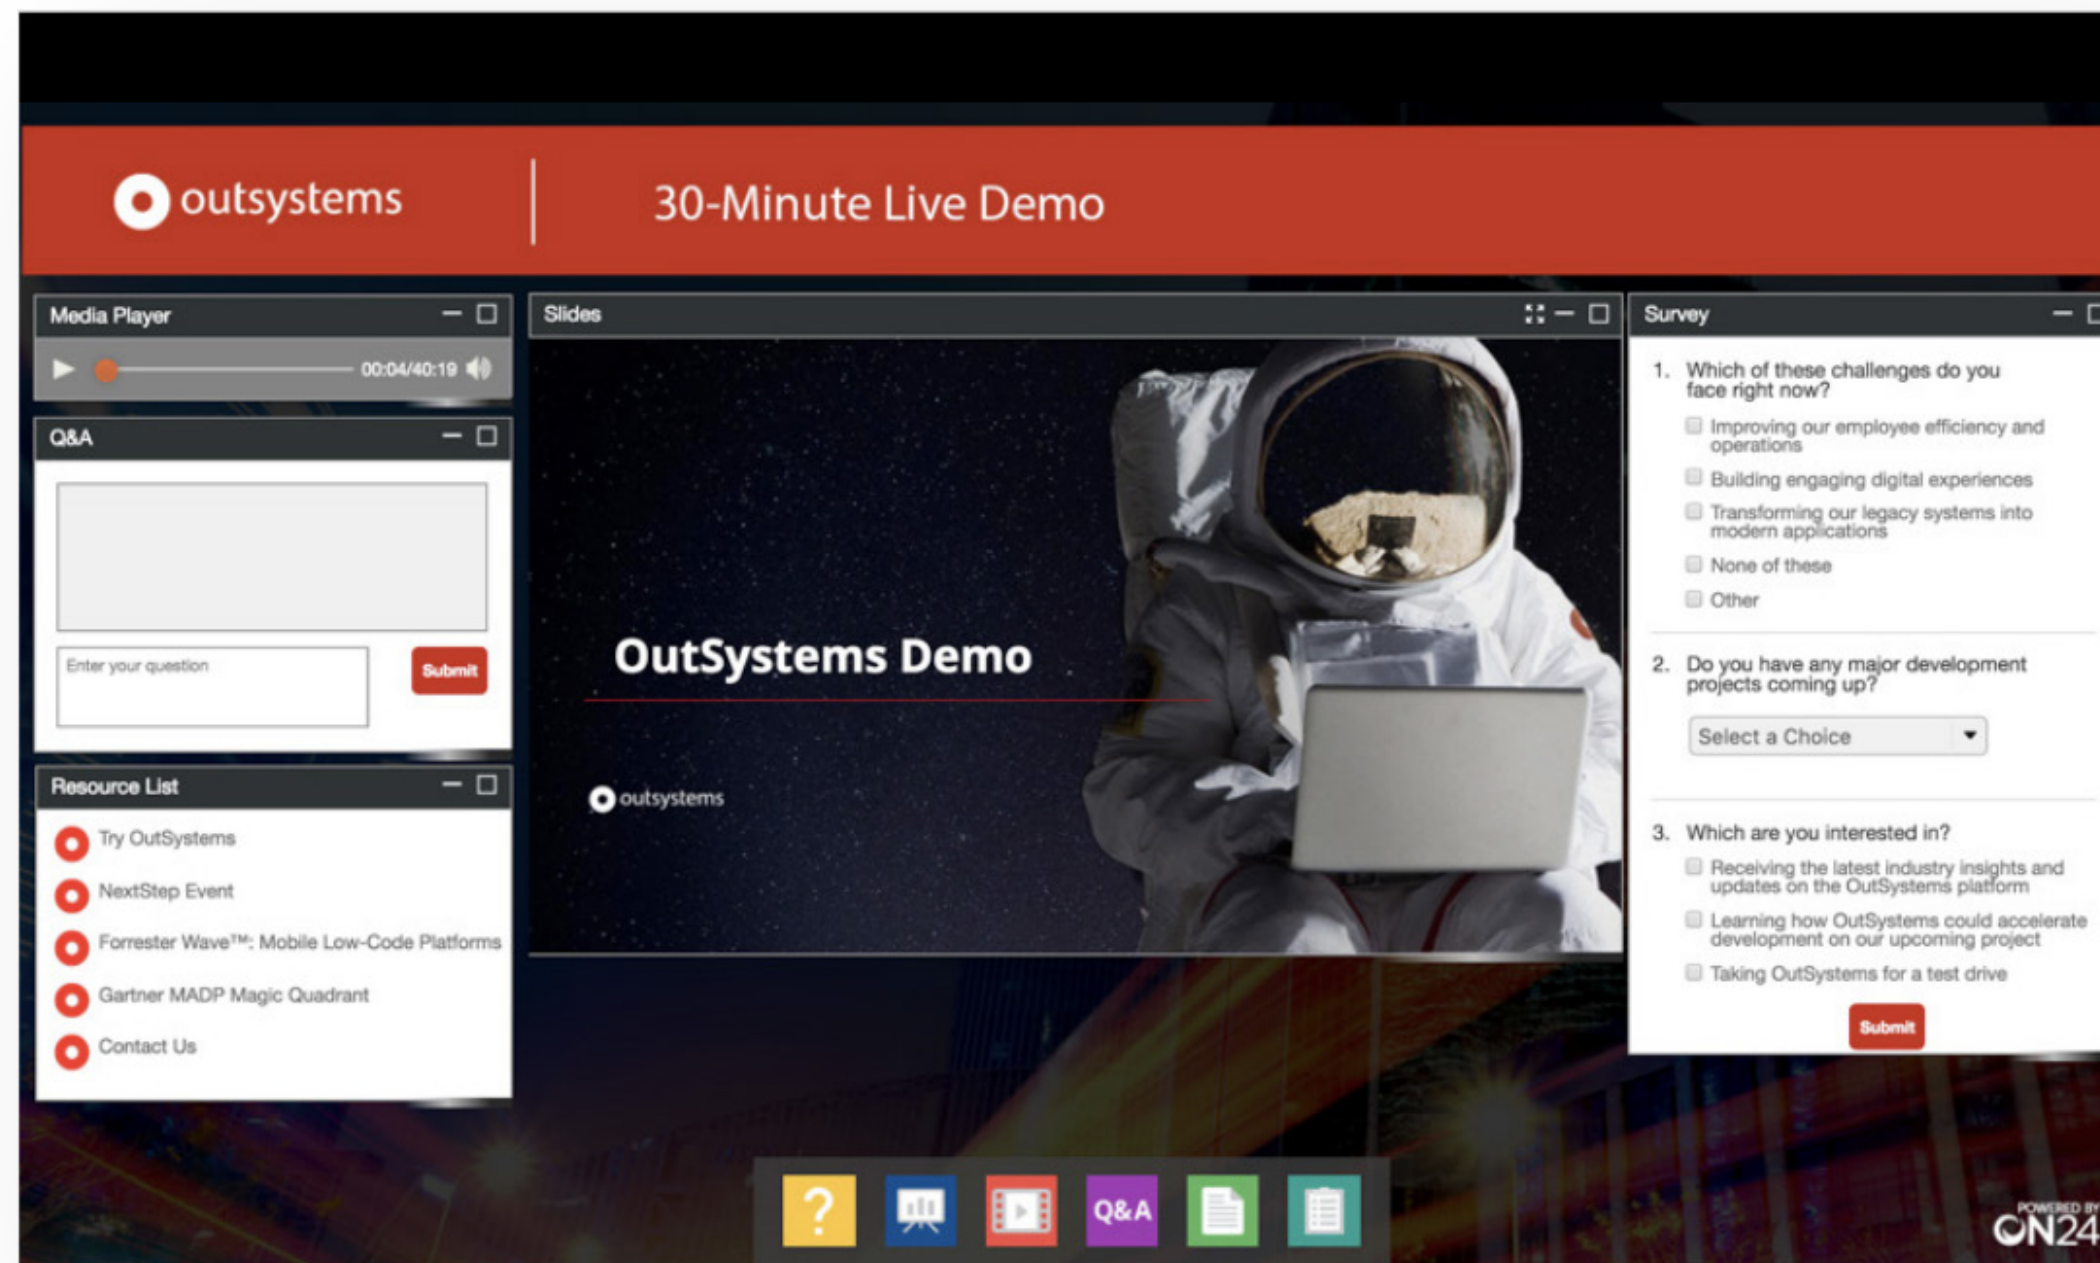 outsystems
30-Minute Live Demo
Media Player
00:04/40:19
Q&A
Enter your question
Submit
Resource List
Try OutSystems
NextStep Event
Forrester Wave™: Mobile Low-Code Platforms
Gartner MADP Magic Quadrant
Contact Us
Slides
OutSystems Demo
outsystems
Survey
1. Which of these challenges do you
face right now?
Improving our employee efficiency and
operations
Building engaging digital experiences
Transforming our legacy systems into
modern applications
None of these
Other
2. Do you have any major development
projects coming up?
Select a Choice
3. Which are you interested in?
Receiving the latest industry insights and
updates on the OutSystems platform
Learning how OutSystems could accelerate
development on our upcoming project
Taking OutSystems for a test drive
Submit
?
Q&A
POWERED BY
ON24